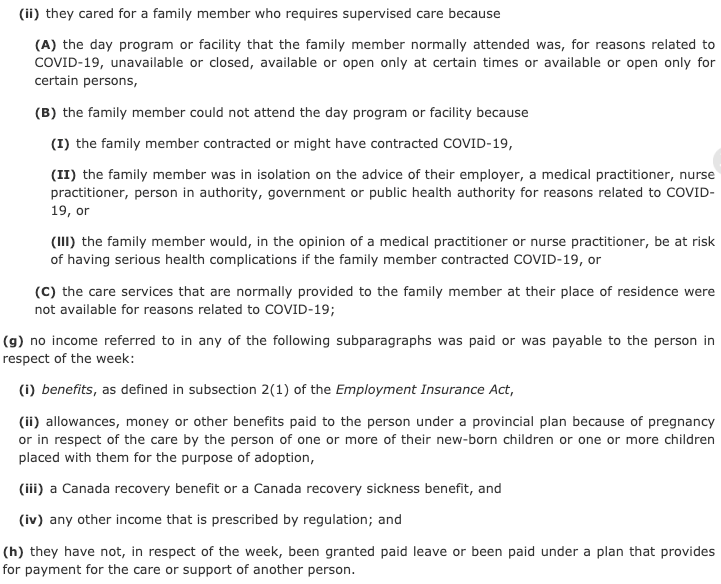 (ii) they cared for a family member who requires supervised care because
(A) the day program or facility that the family member normally attended was, for reasons related to
COVID-19, unavailable or closed, available or open only at certain times or available or open only for
certain persons,
(B) the family member could not attend the day program or facility because
(I) the family member contracted or might have contracted COVID-19,
(II) the family member was in isolation on the advice of their employer, a medical practitioner, nurse
practitioner, person in authority, government or public health authority for reasons related to COVID-
19, or
(III) the family member would, in the opinion of a medical practitioner or nurse practitioner, be at risk
of having serious health complications if the family member contracted COVID-19, or
(C) the care services that are normally provided to the family member at their place of residence were
not available for reasons related to COVID-19;
(g) no income referred to in any of the following subparagraphs was paid or was payable to the person in
respect of the week:
(i) benefits, as defined in subsection 2(1) of the Employment Insurance Act,
(ii) allowances, money or other benefits paid to the person under a provincial plan because of pregnancy
or in respect of the care by the person of one or more of their new-born children or one or more children
placed with them for the purpose of adoption,
(iii) a Canada recovery benefit or a Canada recovery sickness benefit, and
(iv) any other income that is prescribed by regulation; and
(h) they have not, in respect of the week, been granted paid leave or been paid under a plan that provides
for payment for the care or support of another person.